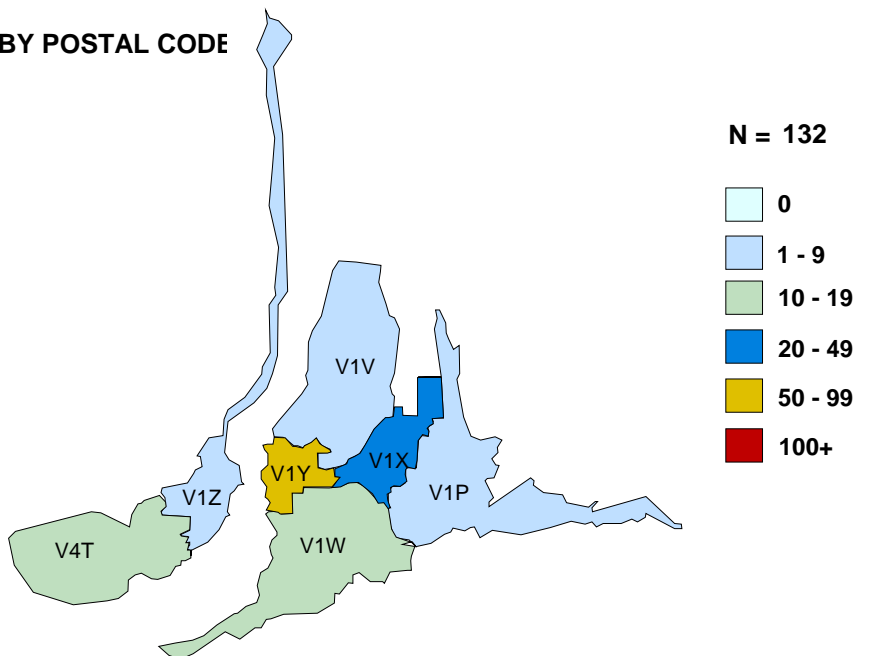 BY POSTAL CODE
N = 132
0
1 - 9
10 - 19
20 - 49
50 - 99
100+
V1V
V1Y
V1X
V1Z
V1P
V1W
V4T